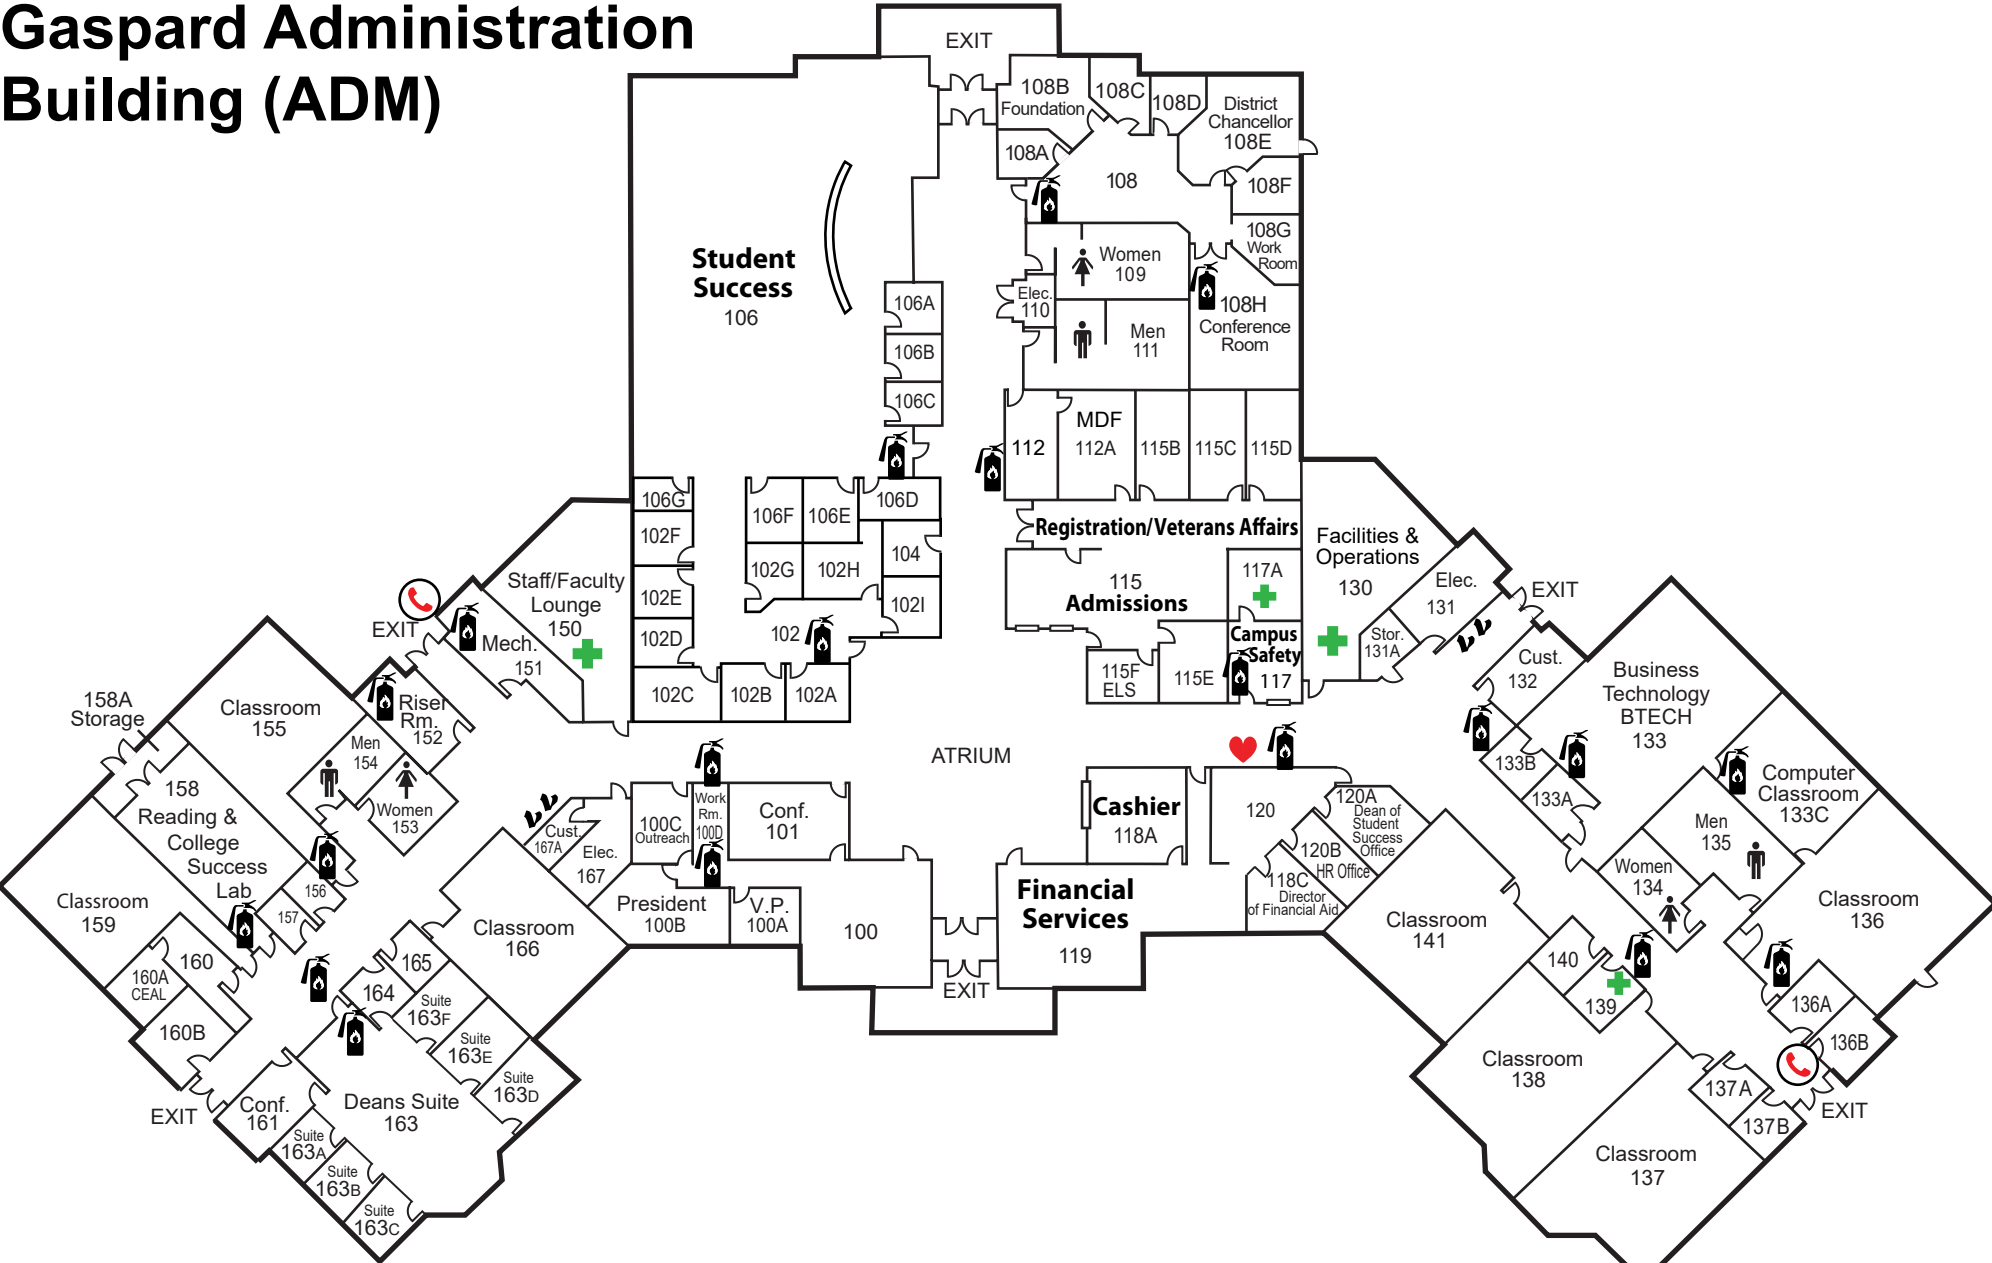 Gaspard Administration
Building (ADM)
EXIT
108B
Foundation
108C
108D
District
Chancellor
108E
108A
108
108F
108G
Work
Room
Women
109
Elec.
110
108H
Conference
Room
Men
111
Student
Success
106
106A
106B
106C
112
MDF
112A
115B
115C
115D
106G
106F
106E
106D
102F
104
102G
102H
102E
102I
102D
102
102C
102B
102A
Registration/Veterans Affairs
115
Admissions
117A
Campus
Safety
117
115F
ELS
115E
Facilities &
Operations
130
Elec.
131
Stor.
131A
EXIT
Cust.
132
Business
Technology
BTECH
133
133B
133A
Computer
Classroom
133C
Men
135
Women
134
Classroom
136
136A
136B
EXIT
137A
137B
Classroom
137
Classroom
138
139
140
Classroom
141
Staff/Faculty
Lounge
150
Mech.
151
EXIT
Riser
Rm.
152
158A
Storage
Classroom
155
Men
154
Women
153
158
Reading &
College
Success
Lab
156
157
Classroom
159
160
160A
CEAL
160B
EXIT
Conf.
161
Suite
163A
Suite
163B
Suite
163C
Deans Suite
163
Suite
163D
Suite
163E
Suite
163F
164
165
Classroom
166
Cust.
167A
Elec.
167
100C
Outreach
Work
Rm.
100D
Conf.
101
President
100B
V.P.
100A
100
ATRIUM
EXIT
Cashier
118A
Financial
Services
119
120
120A
Dean of
Student
Success
Office
120B
HR Office
118C
Director
of Financial Aid